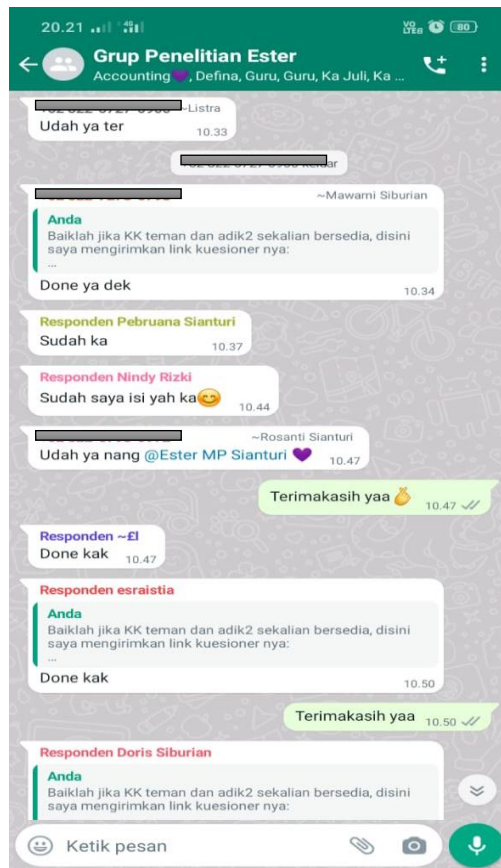 20.21
VO
LTE 80
Grup Penelitian Ester
Accounting💜, Defina, Guru, Guru, Ka Juli, Ka ...
~Listra
Udah ya ter
10.33
keluar
~Mawarni Siburian
Anda
Baiklah jika KK teman dan adik2 sekalian bersedia, disini
saya mengirimkan link kuesioner nya:
...
Done ya dek
10.34
Responden Pebruana Sianturi
Sudah ka
10.37
Responden Nindy Rizki
Sudah saya isi yah ka😊
10.44
~Rosanti Sianturi
Udah ya nang @Ester MP Sianturi 💜
10.47
Terimakasih yaa🫰
10.47
Responden ~£l
Done kak
10.47
Responden esraistia
Anda
Baiklah jika KK teman dan adik2 sekalian bersedia, disini
saya mengirimkan link kuesioner nya:
...
Done kak
10.50
Terimakasih yaa
10.50
Responden Doris Siburian
Anda
Baiklah jika KK teman dan adik2 sekalian bersedia, disini
saya mengirimkan link kuesioner nya:
Ketik pesan